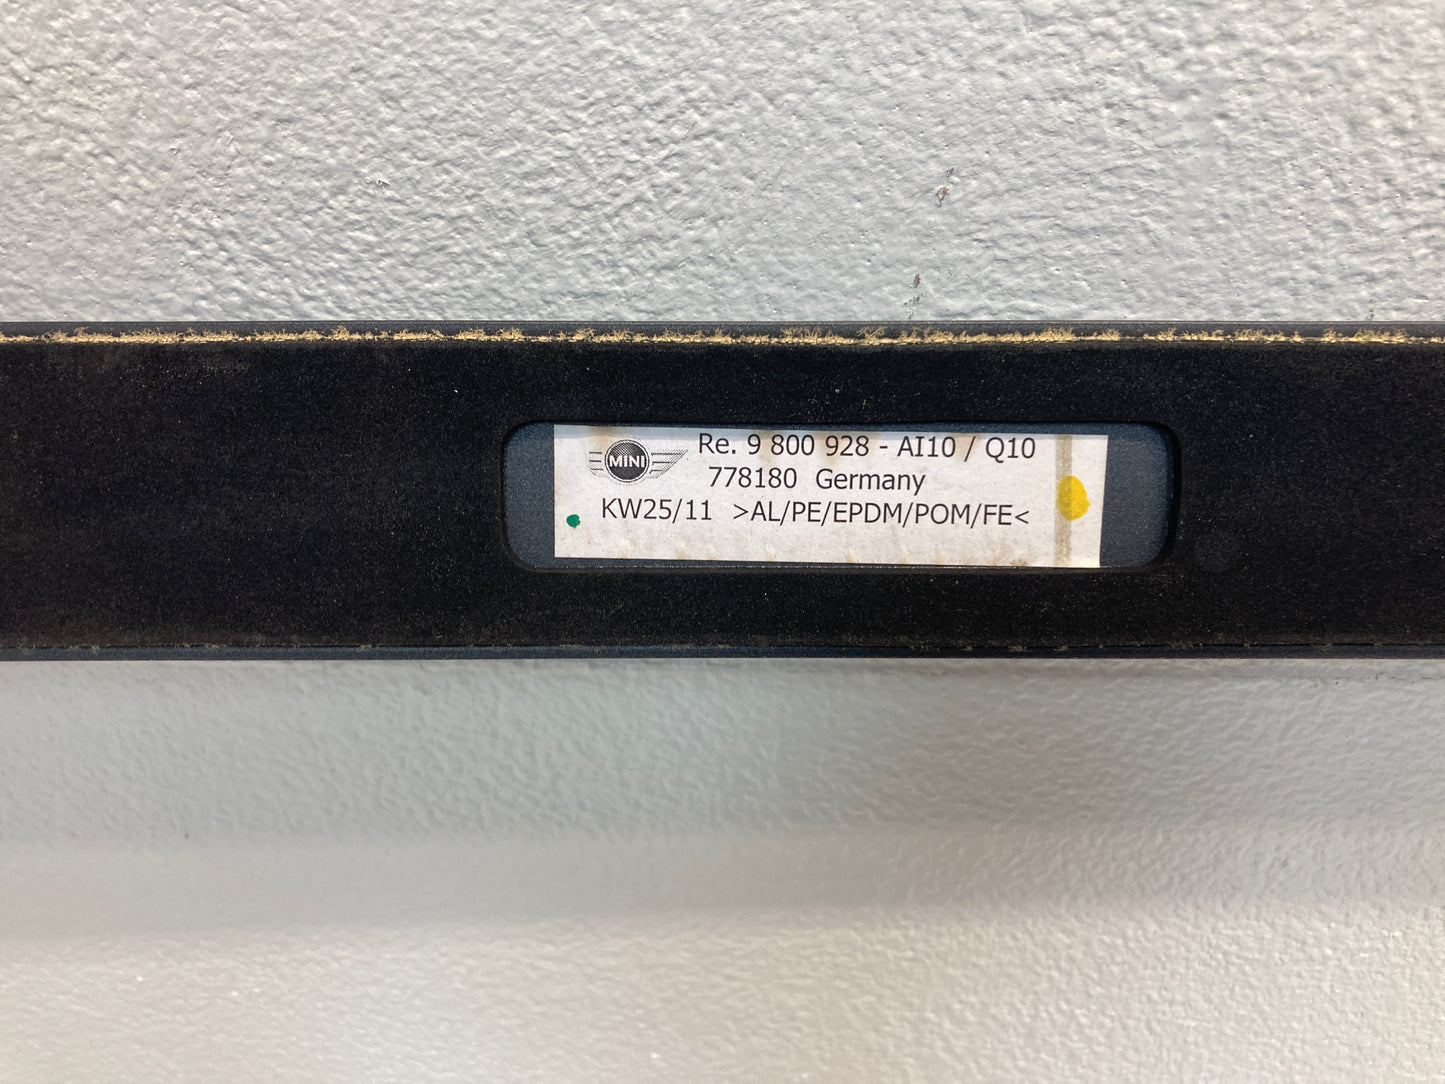 MINI Re. 9 800 928 - AI10 / Q10
778180 Germany
KW25/11 >AL/PE/EPDM/POM/FE<